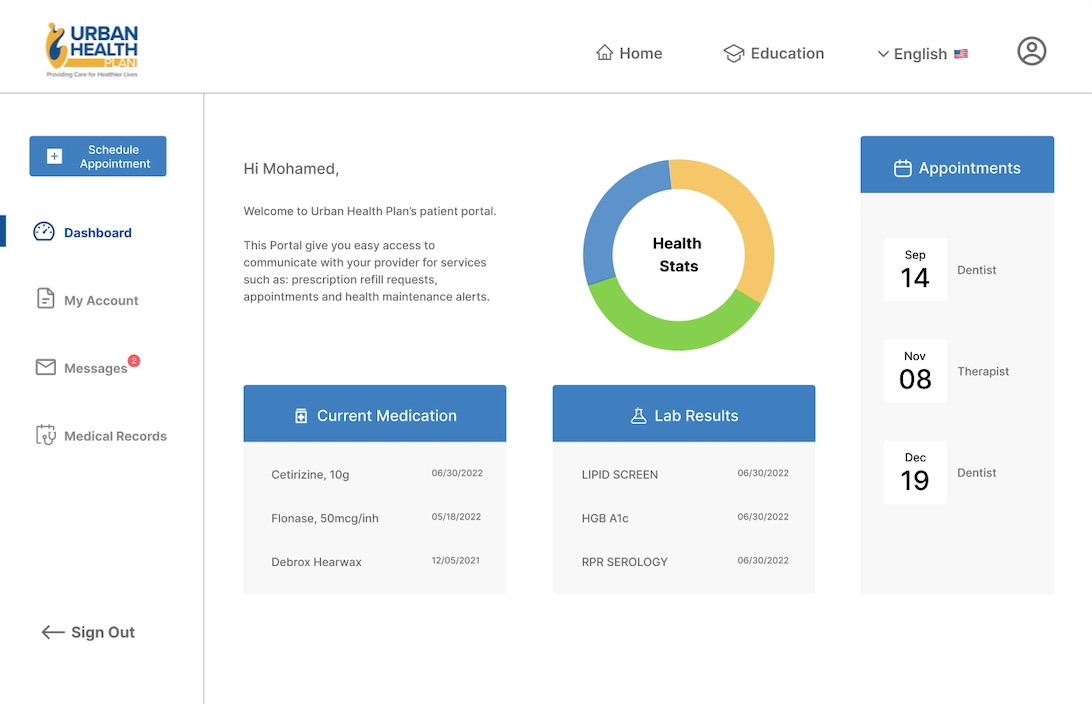 URBAN
HEALTH
PLAN
Providing Care for Healthier Lives
Home
Education
English
Schedule
Appointment
Dashboard
My Account
Messages 2
Medical Records
Sign Out
Hi Mohamed,
Welcome to Urban Health Plan’s patient portal.
This Portal give you easy access to
communicate with your provider for services
such as: prescription refill requests,
appointments and health maintenance alerts.
Health
Stats
Current Medication
Cetirizine, 10g 06/30/2022
Flonase, 50mcg/inh 05/18/2022
Debrox Hearwax 12/05/2021
Lab Results
LIPID SCREEN 06/30/2022
HGB A1c 06/30/2022
RPR SEROLOGY 06/30/2022
Appointments
Sep
14 Dentist
Nov
08 Therapist
Dec
19 Dentist